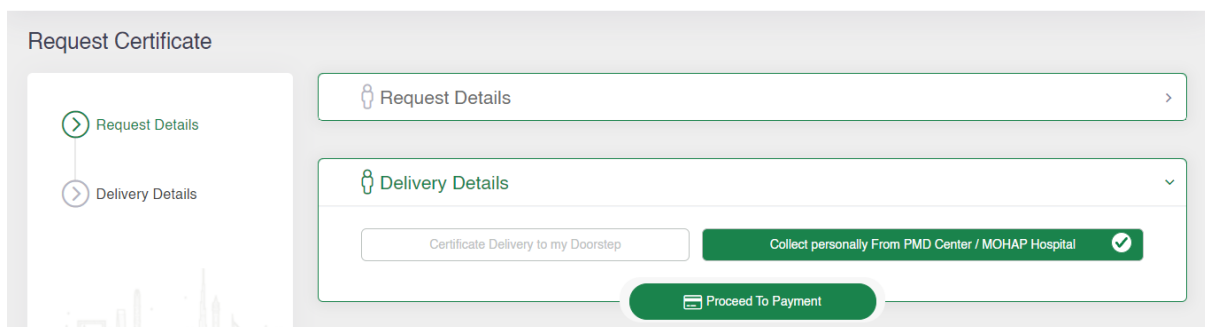 Request Certificate
Request Details
Delivery Details
Request Details
Delivery Details
Certificate Delivery to my Doorstep
Collect personally From PMD Center / MOHAP Hospital
Proceed To Payment